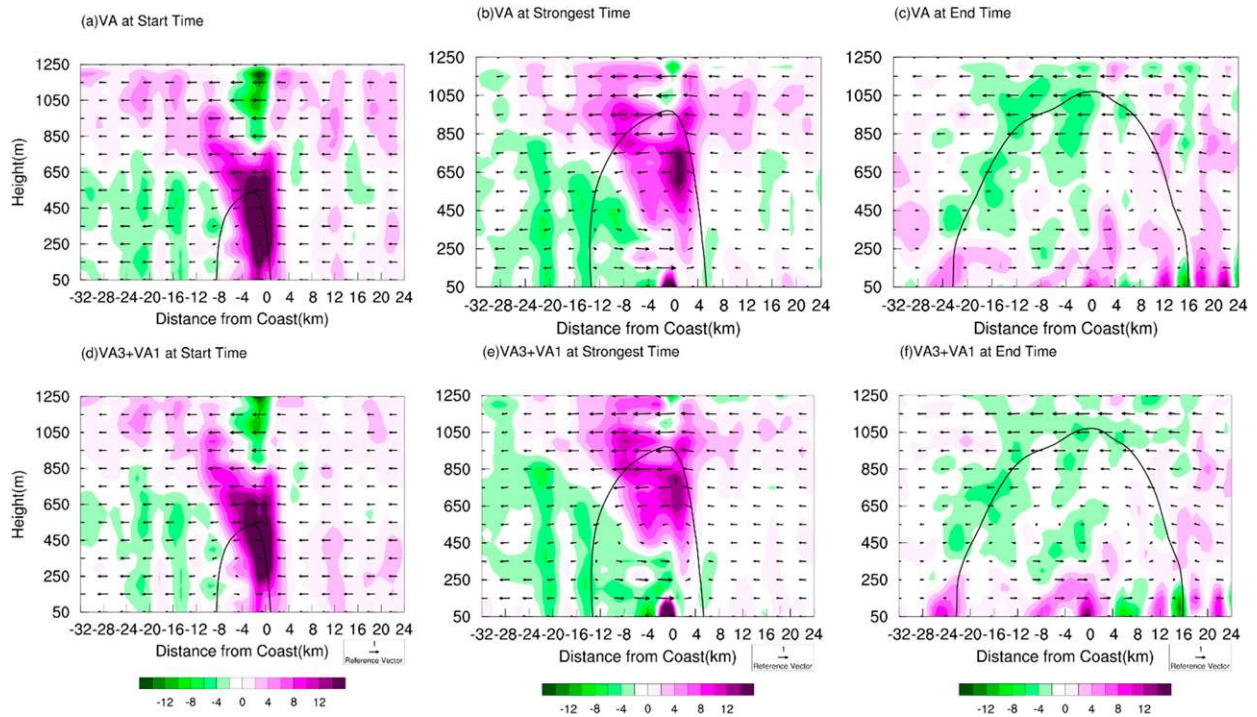 (a)VA at Start Time
(b)VA at Strongest Time
(c)VA at End Time
Height(m)
1250
1050
850
650
450
250
50
-32-28-20-16-12 -8 -4 0 4 8 12 16 20 24
Distance from Coast(km)
1250
1050
850
650
450
250
50
-32-28-20-16-12 -8 -4 0 4 8 12 16 20 24
Distance from Coast(km)
1250
1050
850
650
450
250
50
-32-28-20-16-12 -8 -4 0 4 8 12 16 20 24
Distance from Coast(km)
(d)VA3+VA1 at Start Time
(e)VA3+VA1 at Strongest Time
(f)VA3+VA1 at End Time
Height(m)
1250
1050
850
650
450
250
50
-32-28-20-16-12 -8 -4 0 4 8 12 16 20 24
Distance from Coast(km)
1
Reference Vector
1250
1050
850
650
450
250
50
-32-28-20-16-12 -8 -4 0 4 8 12 16 20 24
Distance from Coast(km)
1
Reference Vector
1250
1050
850
650
450
250
50
-32-28-20-16-12 -8 -4 0 4 8 12 16 20 24
Distance from Coast(km)
1
Reference Vector
-12 -8 -4 0 4 8 12
-12 -8 -4 0 4 8 12
-12 -8 -4 0 4 8 12